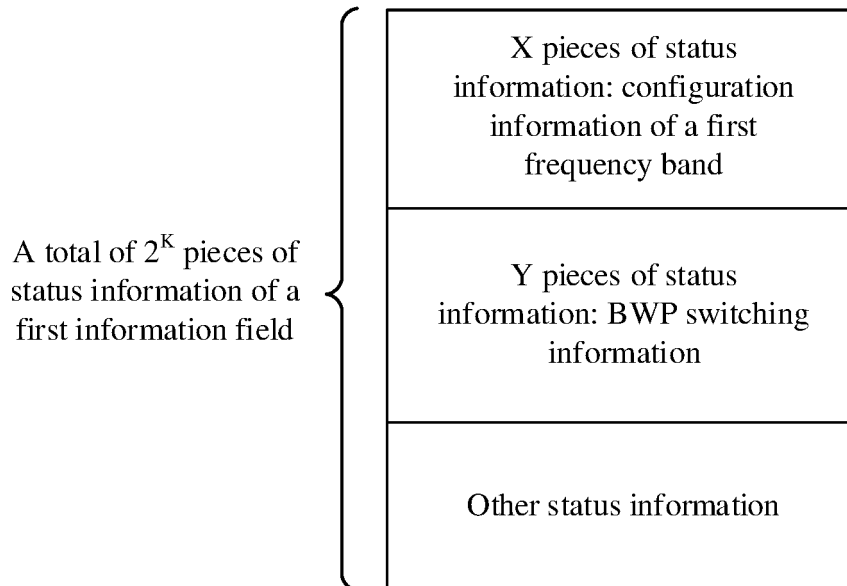 A total of 2^K pieces of
status information of a
first information field
X pieces of status
information: configuration
information of a first
frequency band
Y pieces of status
information: BWP switching
information
Other status information